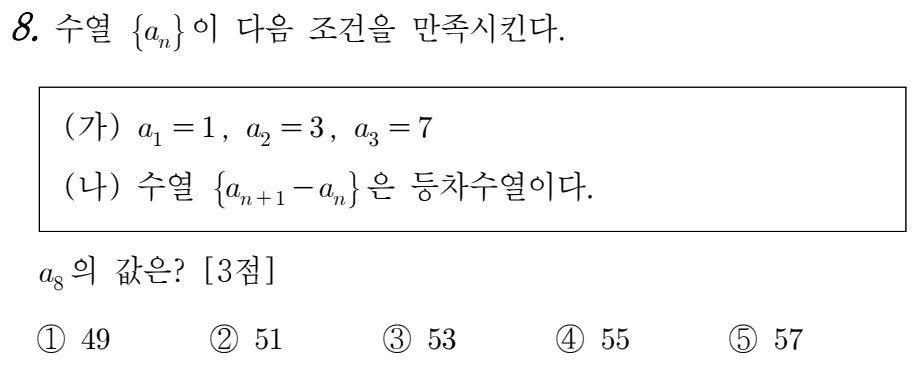 8. 수열 {aₙ}이 다음 조건을 만족시킨다.
(가) a₁ = 1, a₂ = 3, a₃ = 7
(나) 수열 {aₙ₊₁ − aₙ}은 등차수열이다.
a₈의 값은? [3점]
① 49 ② 51 ③ 53 ④ 55 ⑤ 57